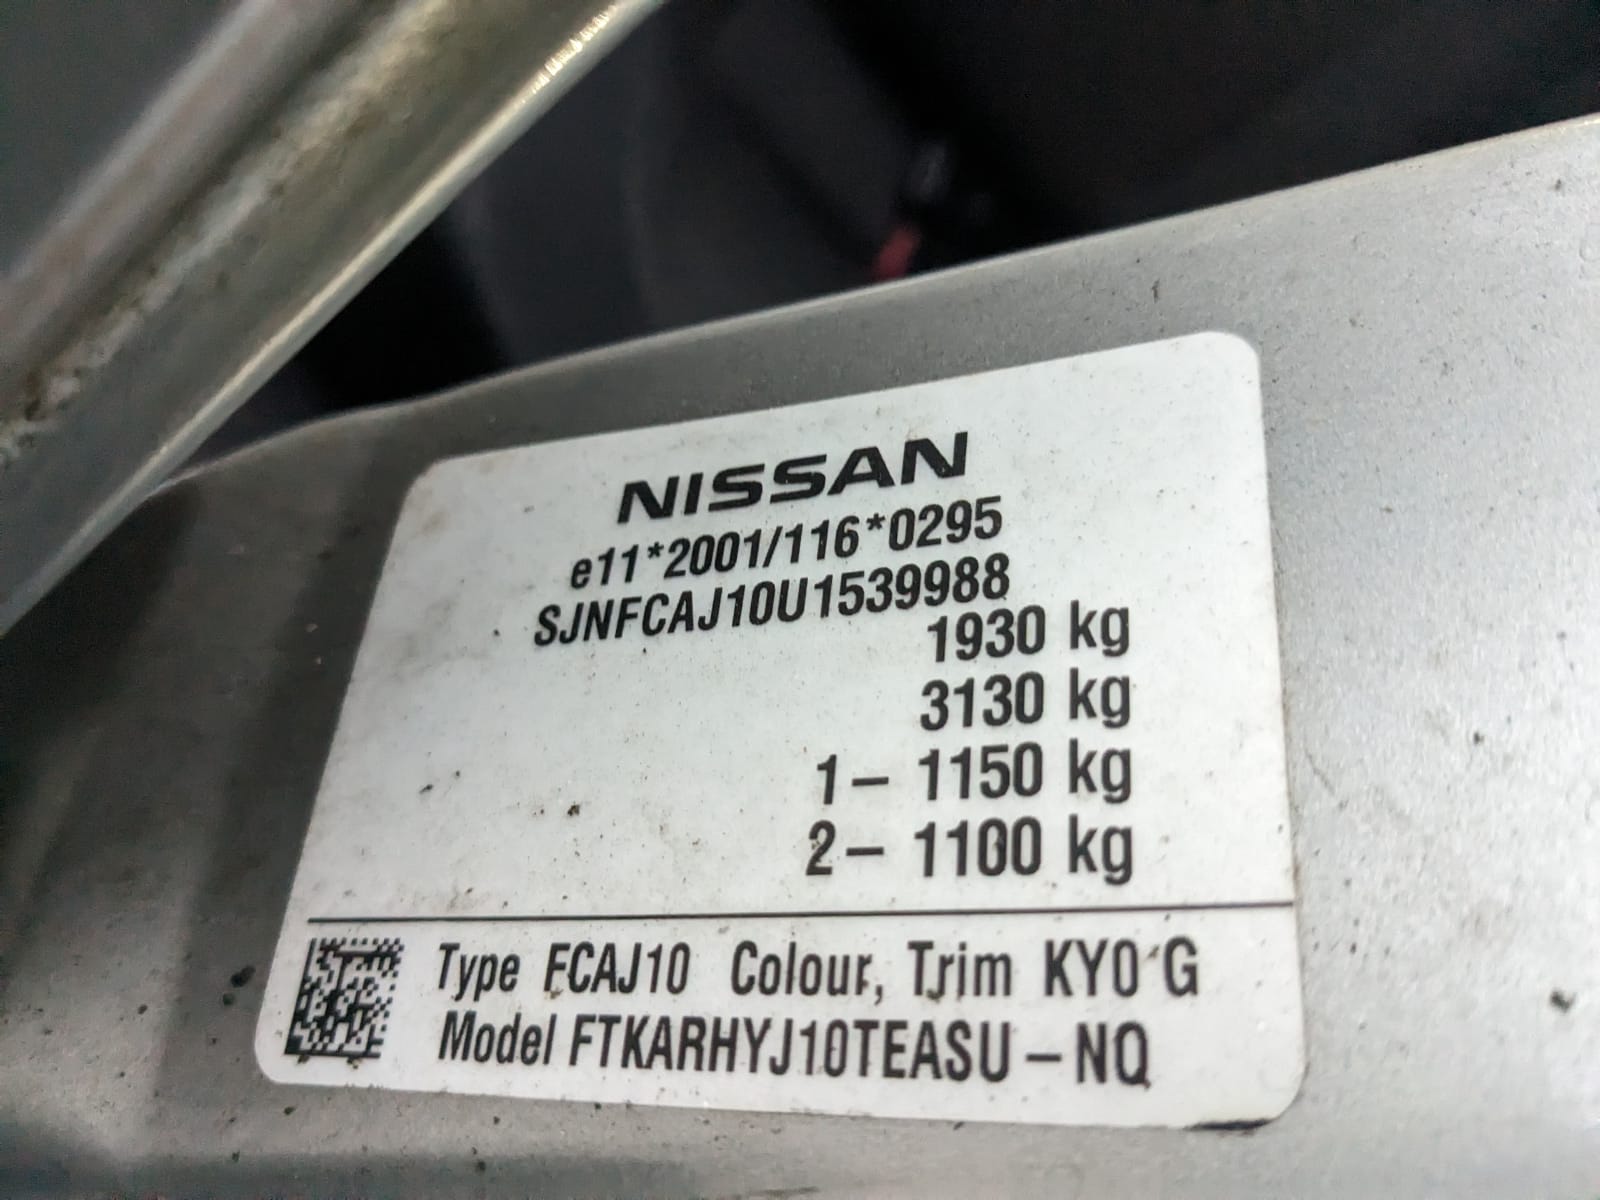 NISSAN
e11*2001/116*0295
SJNFCAJ10U1539988
1930 kg
3130 kg
1– 1150 kg
2– 1100 kg
Type FCAJ10 Colour, Trim KY0 G
Model FTKARHYJ10TEASU – NQ